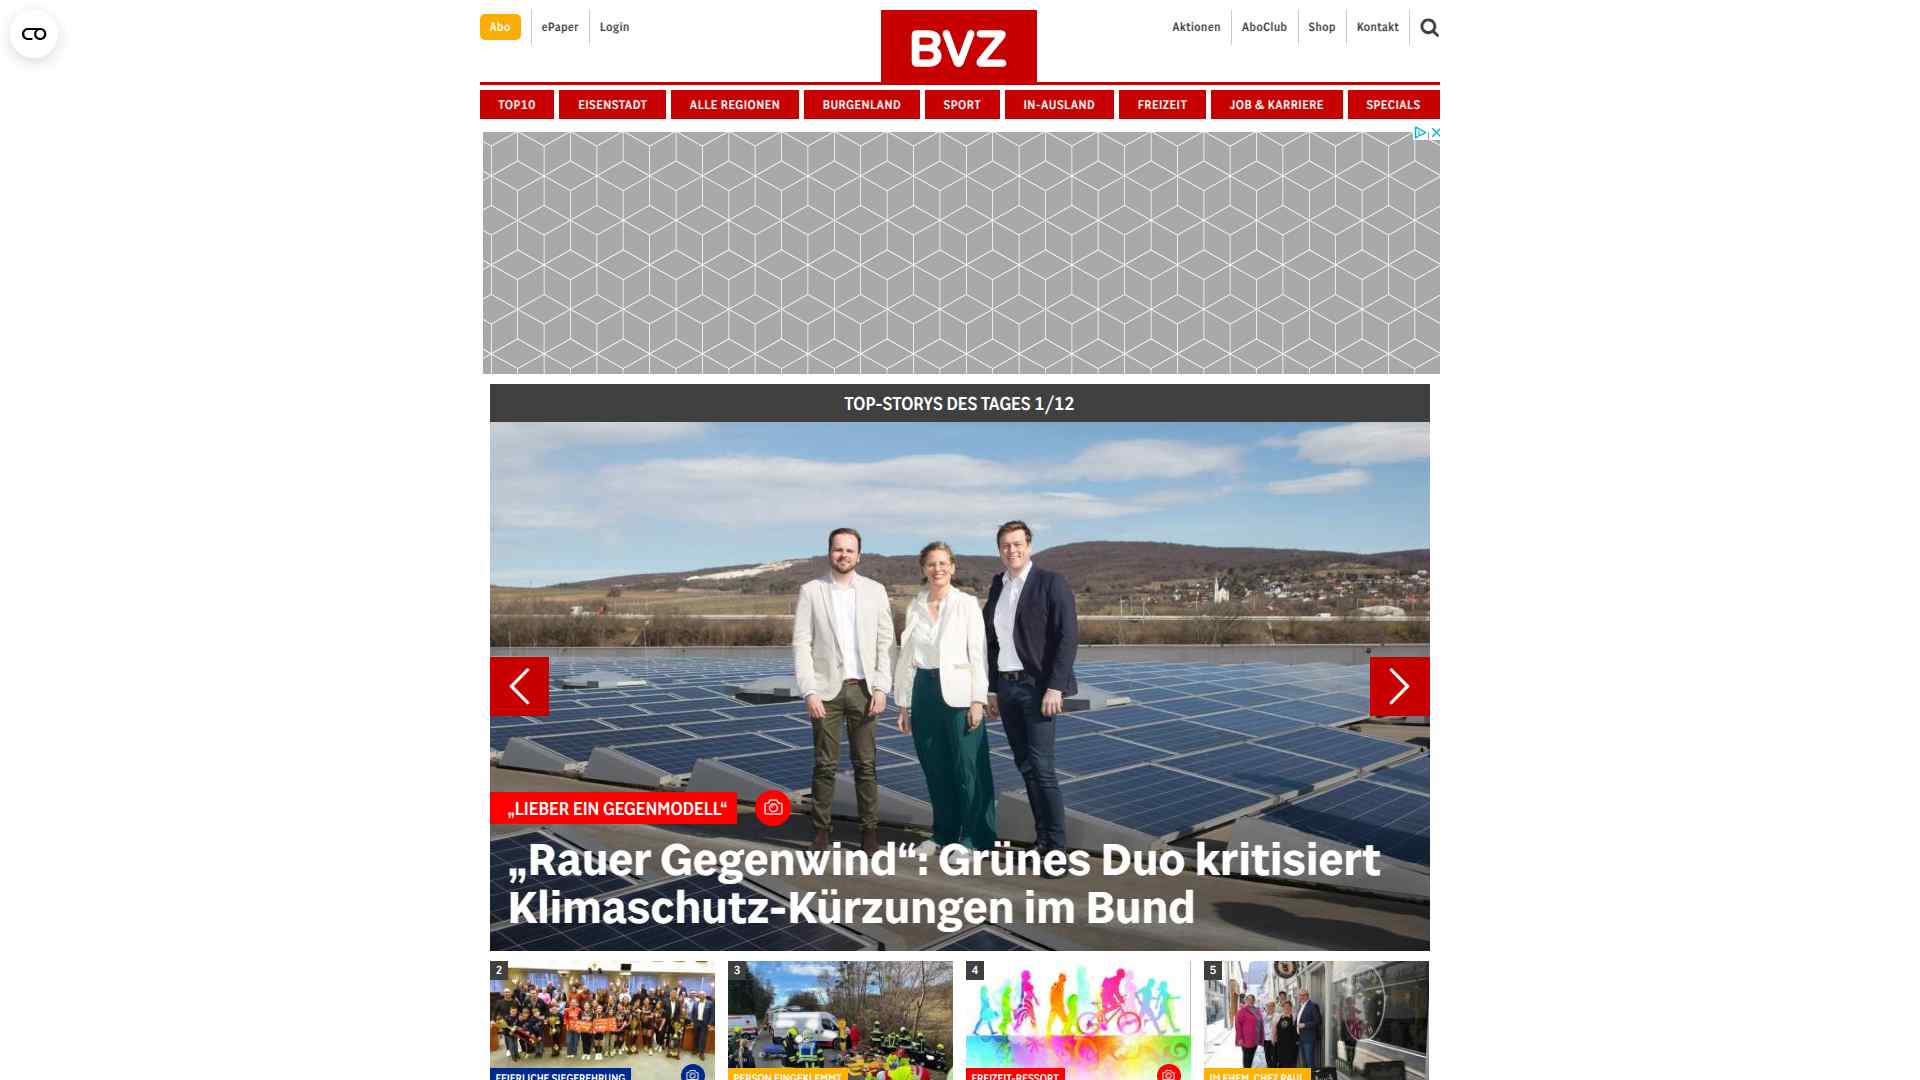 Abo
ePaper
Login
BVZ
Aktionen
AboClub
Shop
Kontakt
TOP10
EISENSTADT
ALLE REGIONEN
BURGENLAND
SPORT
IN-AUSLAND
FREIZEIT
JOB & KARRIERE
SPECIALS
TOP-STORYS DES TAGES 1/12
„LIEBER EIN GEGENMODELL“
„Rauer Gegenwind“: Grünes Duo kritisiert
Klimaschutz-Kürzungen im Bund
2
3
4
5
FEIERLICHE SIEGEREHRUNG
PERSON EINGEKLEMMT
FREIZEIT-RESSORT
IM EHEM. CHEZ PAUL